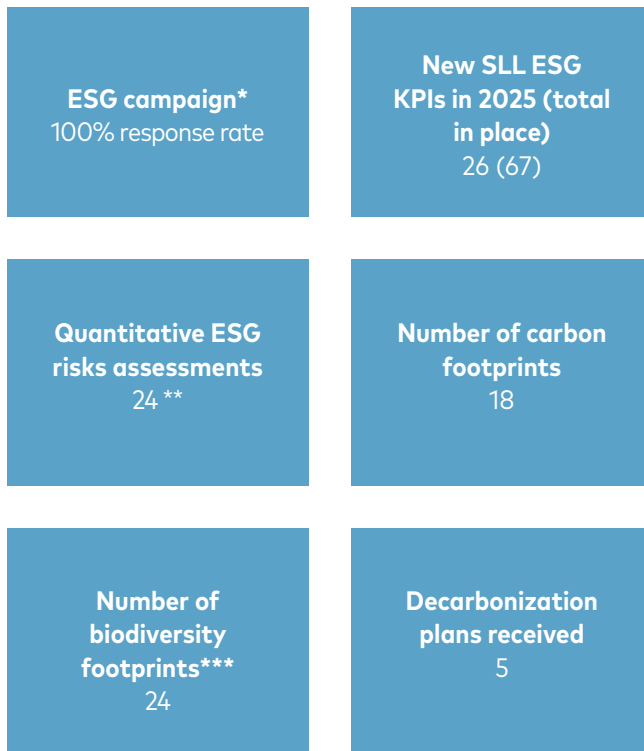 ESG campaign*
100% response rate
New SLL ESG
KPIs in 2025 (total
in place)
26 (67)
Quantitative ESG
risks assessments
24 **
Number of carbon
footprints
18
Number of
biodiversity
footprints***
24
Decarbonization
plans received
5